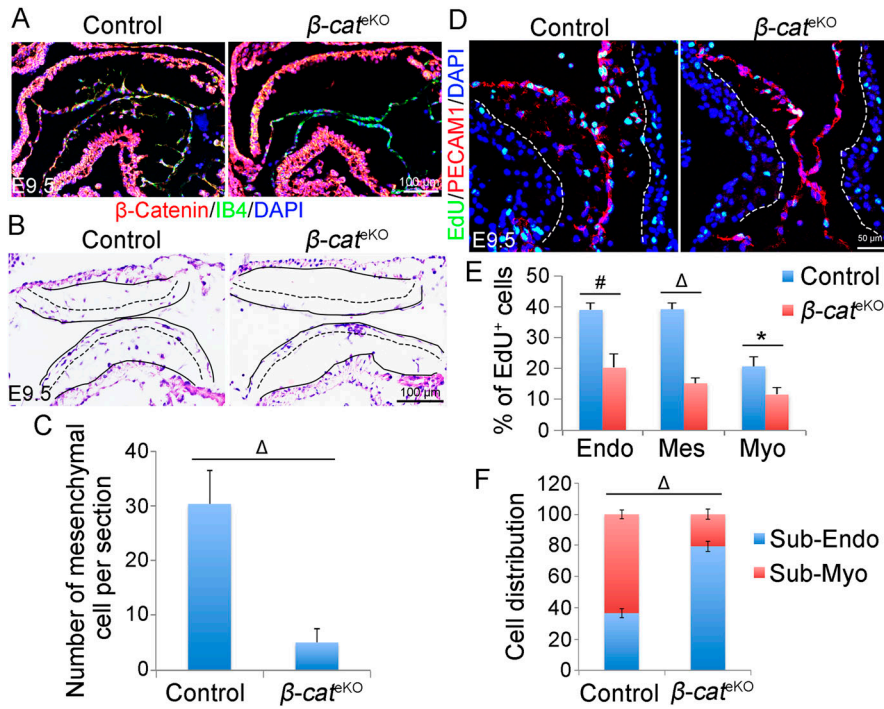 A
Control
β-cat^eKO
E9.5
100 μm
β-Catenin/IB4/DAPI
B
Control
β-cat^eKO
E9.5
100 μm
C
Number of mesenchymal
cell per section
40
30
20
10
0
Δ
Control
β-cat^eKO
D
Control
β-cat^eKO
EdU/PECAM1/DAPI
E9.5
50 μm
E
% of EdU⁺ cells
50
40
30
20
10
0
#
Δ
*
Control
β-cat^eKO
Endo
Mes
Myo
F
Cell distribution
120
100
80
60
40
20
0
Δ
Sub-Endo
Sub-Myo
Control
β-cat^eKO